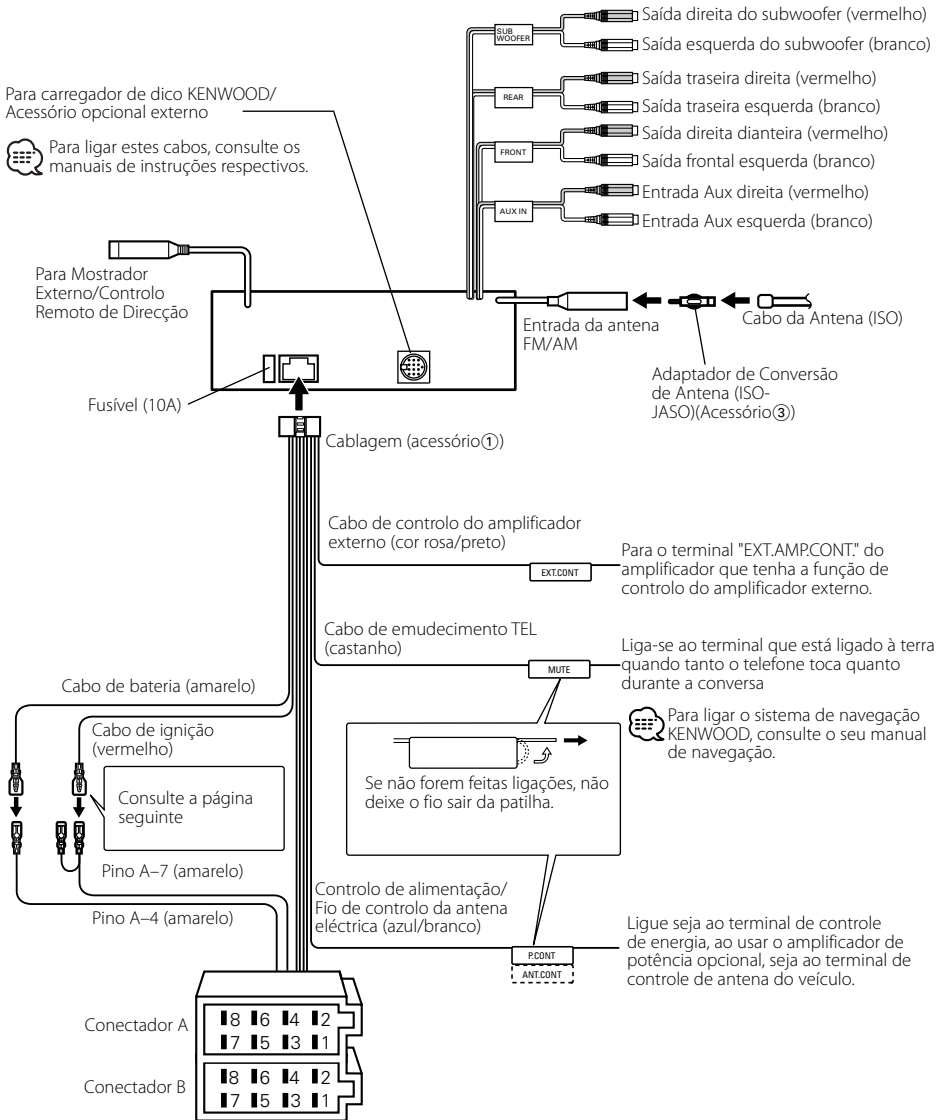 SUB
WOOFER
Saída direita do subwoofer (vermelho)
Saída esquerda do subwoofer (branco)
REAR
Saída traseira direita (vermelho)
Saída traseira esquerda (branco)
FRONT
Saída direita dianteira (vermelho)
Saída frontal esquerda (branco)
AUX IN
Entrada Aux direita (vermelho)
Entrada Aux esquerda (branco)
Para carregador de dico KENWOOD/
Acessório opcional externo
Para ligar estes cabos, consulte os
manuais de instruções respectivos.
Para Mostrador
Externo/Controlo
Remoto de Direcção
Entrada da antena
FM/AM
Cabo da Antena (ISO)
Adaptador de Conversão
de Antena (ISO-
JASO)(Acessório③)
Fusível (10A)
Cablagem (acessório①)
Cabo de controlo do amplificador
externo (cor rosa/preto)
EXT.CONT
Para o terminal "EXT.AMP.CONT." do
amplificador que tenha a função de
controlo do amplificador externo.
Cabo de emudecimento TEL
(castanho)
MUTE
Liga-se ao terminal que está ligado à terra
quando tanto o telefone toca quanto
durante a conversa
Para ligar o sistema de navegação
KENWOOD, consulte o seu manual
de navegação.
Cabo de bateria (amarelo)
Cabo de ignição
(vermelho)
Consulte a página
seguinte
Se não forem feitas ligações, não
deixe o fio sair da patilha.
Pino A–7 (amarelo)
Pino A–4 (amarelo)
Controlo de alimentação/
Fio de controlo da antena
eléctrica (azul/branco)
P.CONT
ANT.CONT
Ligue seja ao terminal de controle
de energia, ao usar o amplificador de
potência opcional, seja ao terminal de
controle de antena do veículo.
Conectador A
8 6 4 2
7 5 3 1
Conectador B
8 6 4 2
7 5 3 1